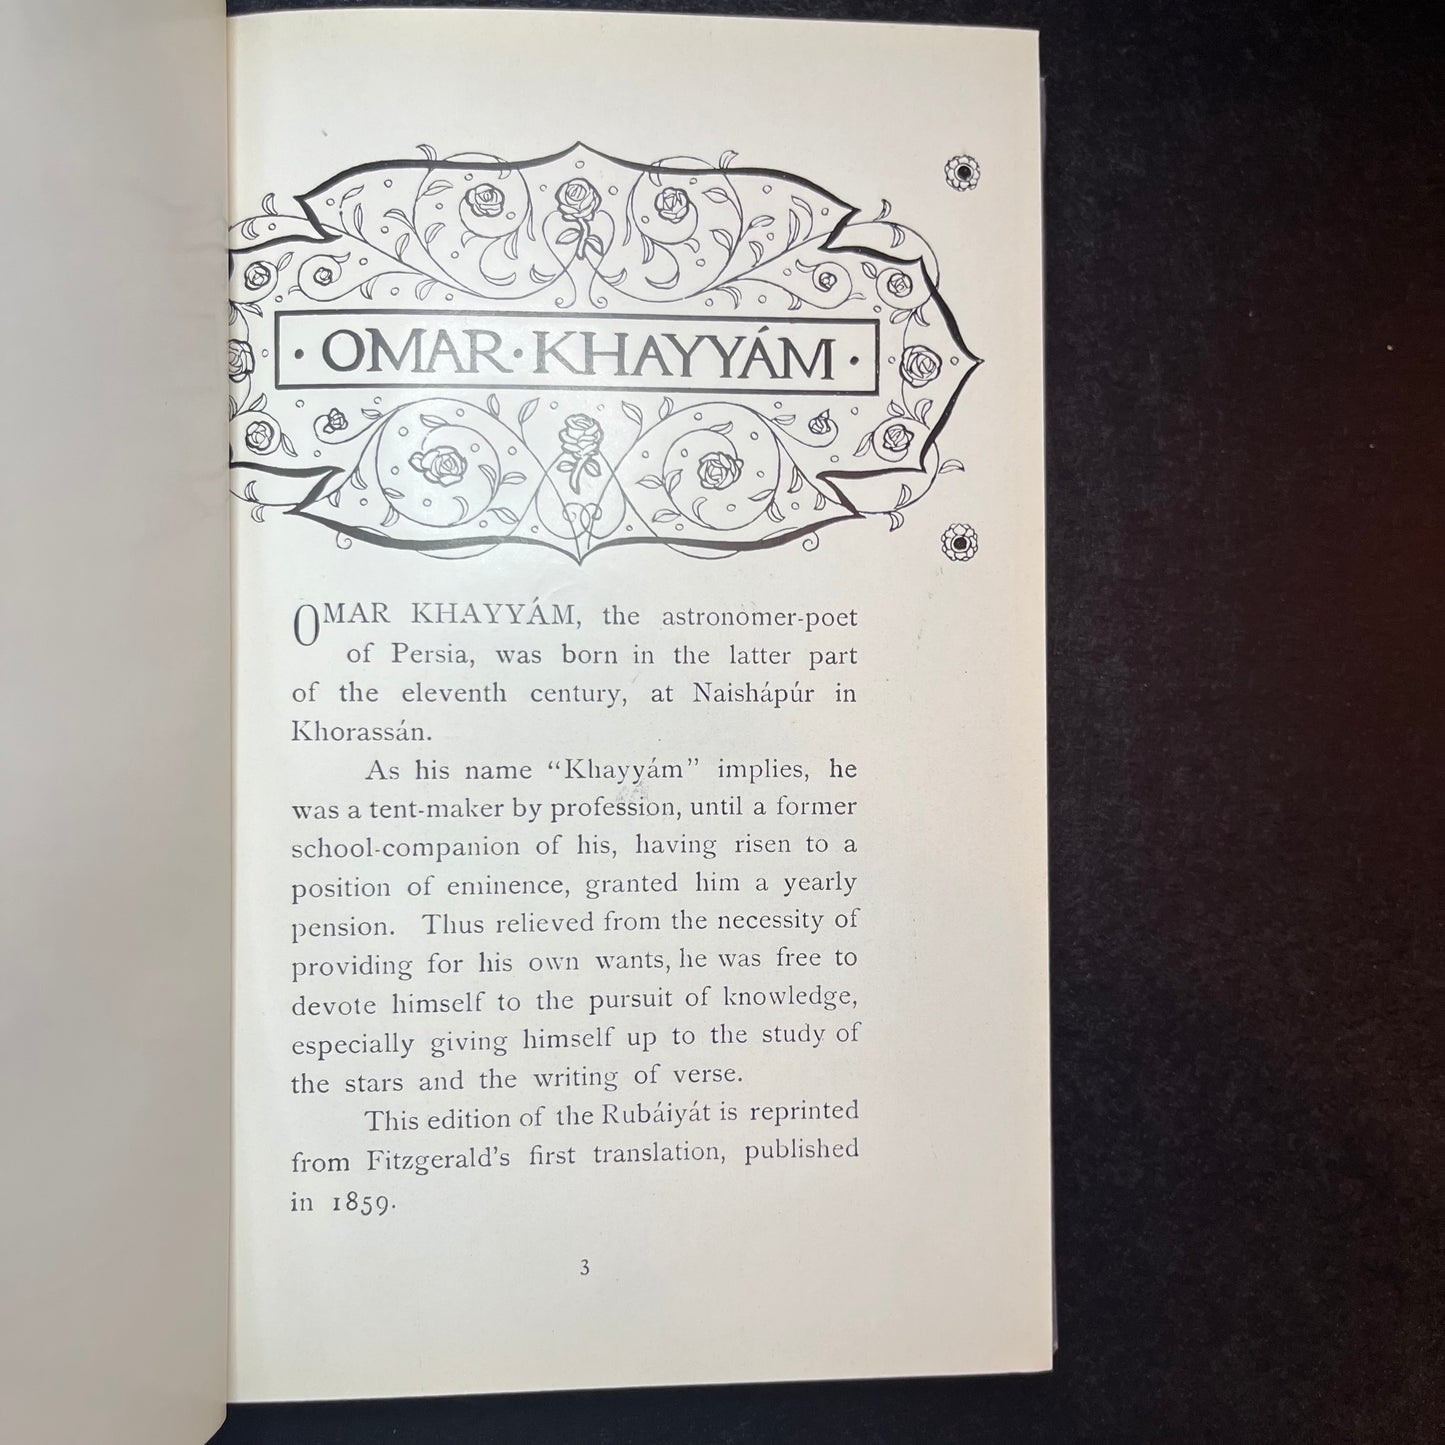 · OMAR · KHAYYÁM ·
OMAR KHAYYÁM, the astronomer-poet
of Persia, was born in the latter part
of the eleventh century, at Naishápúr in
Khorassán.
As his name “Khayyám” implies, he
was a tent-maker by profession, until a former
school-companion of his, having risen to a
position of eminence, granted him a yearly
pension. Thus relieved from the necessity of
providing for his own wants, he was free to
devote himself to the pursuit of knowledge,
especially giving himself up to the study of
the stars and the writing of verse.
This edition of the Rubáiyát is reprinted
from Fitzgerald’s first translation, published
in 1859.
3